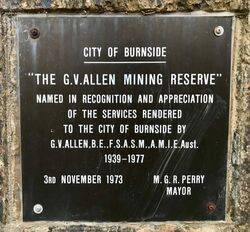 CITY OF BURNSIDE
"THE G.V.ALLEN MINING RESERVE"
NAMED IN RECOGNITION AND APPRECIATION
OF THE SERVICES RENDERED
TO THE CITY OF BURNSIDE BY
G.V.ALLEN, B.E., F.S.A.S.M., A.M.I.E.Aust.
1939-1977
3RD NOVEMBER 1973 M.G.R.PERRY
MAYOR